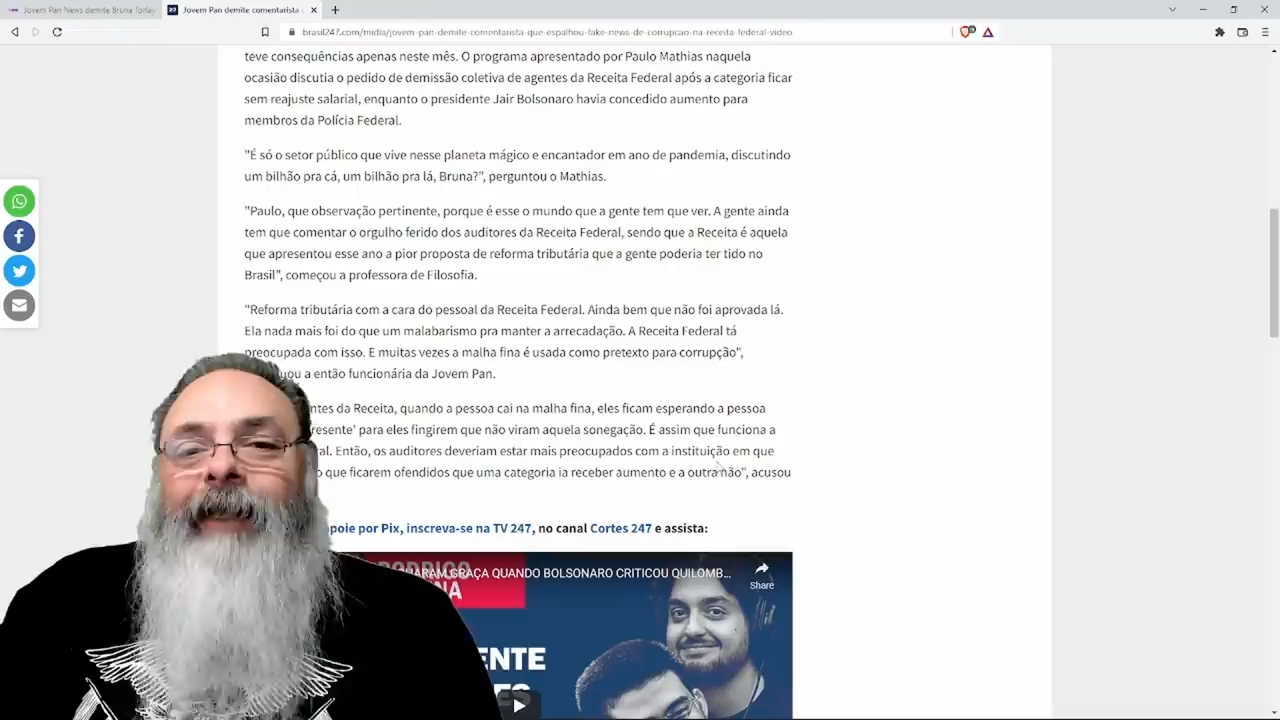 Jovem Pan News demite Bruna Torlay
Jovem Pan demite comentarista
brasil247.com/midia/jovem-pan-demite-comentarista-que-espalhou-fake-news-de-corrupcao-na-receita-federal-video
teve consequências apenas neste mês. O programa apresentado por Paulo Mathias naquela
ocasião discutia o pedido de demissão coletiva de agentes da Receita Federal após a categoria ficar
sem reajuste salarial, enquanto o presidente Jair Bolsonaro havia concedido aumento para
membros da Polícia Federal.
"É só o setor público que vive nesse planeta mágico e encantador em ano de pandemia, discutindo
um bilhão pra cá, um bilhão pra lá, Bruna?", perguntou o Mathias.
"Paulo, que observação pertinente, porque é esse o mundo que a gente tem que ver. A gente ainda
tem que comentar o orgulho ferido dos auditores da Receita Federal, sendo que a Receita é aquela
que apresentou esse ano a pior proposta de reforma tributária que a gente poderia ter tido no
Brasil", começou a professora de Filosofia.
"Reforma tributária com a cara do pessoal da Receita Federal. Ainda bem que não foi aprovada lá.
Ela nada mais foi do que um malabarismo pra manter a arrecadação. A Receita Federal tá
preocupada com isso. E muitas vezes a malha fina é usada como pretexto para corrupção",
a então funcionária da Jovem Pan.
da Receita, quando a pessoa cai na malha fina, eles ficam esperando a pessoa
para eles fingirem que não viram aquela sonegação. É assim que funciona a
Então, os auditores deveriam estar mais preocupados com a instituição em que
que ficarem ofendidos que uma categoria ia receber aumento e a outra não", acusou
por Pix, inscreva-se na TV 247, no canal Cortes 247 e assista:
GRAÇA QUANDO BOLSONARO CRITICOU QUILOMB...
Share